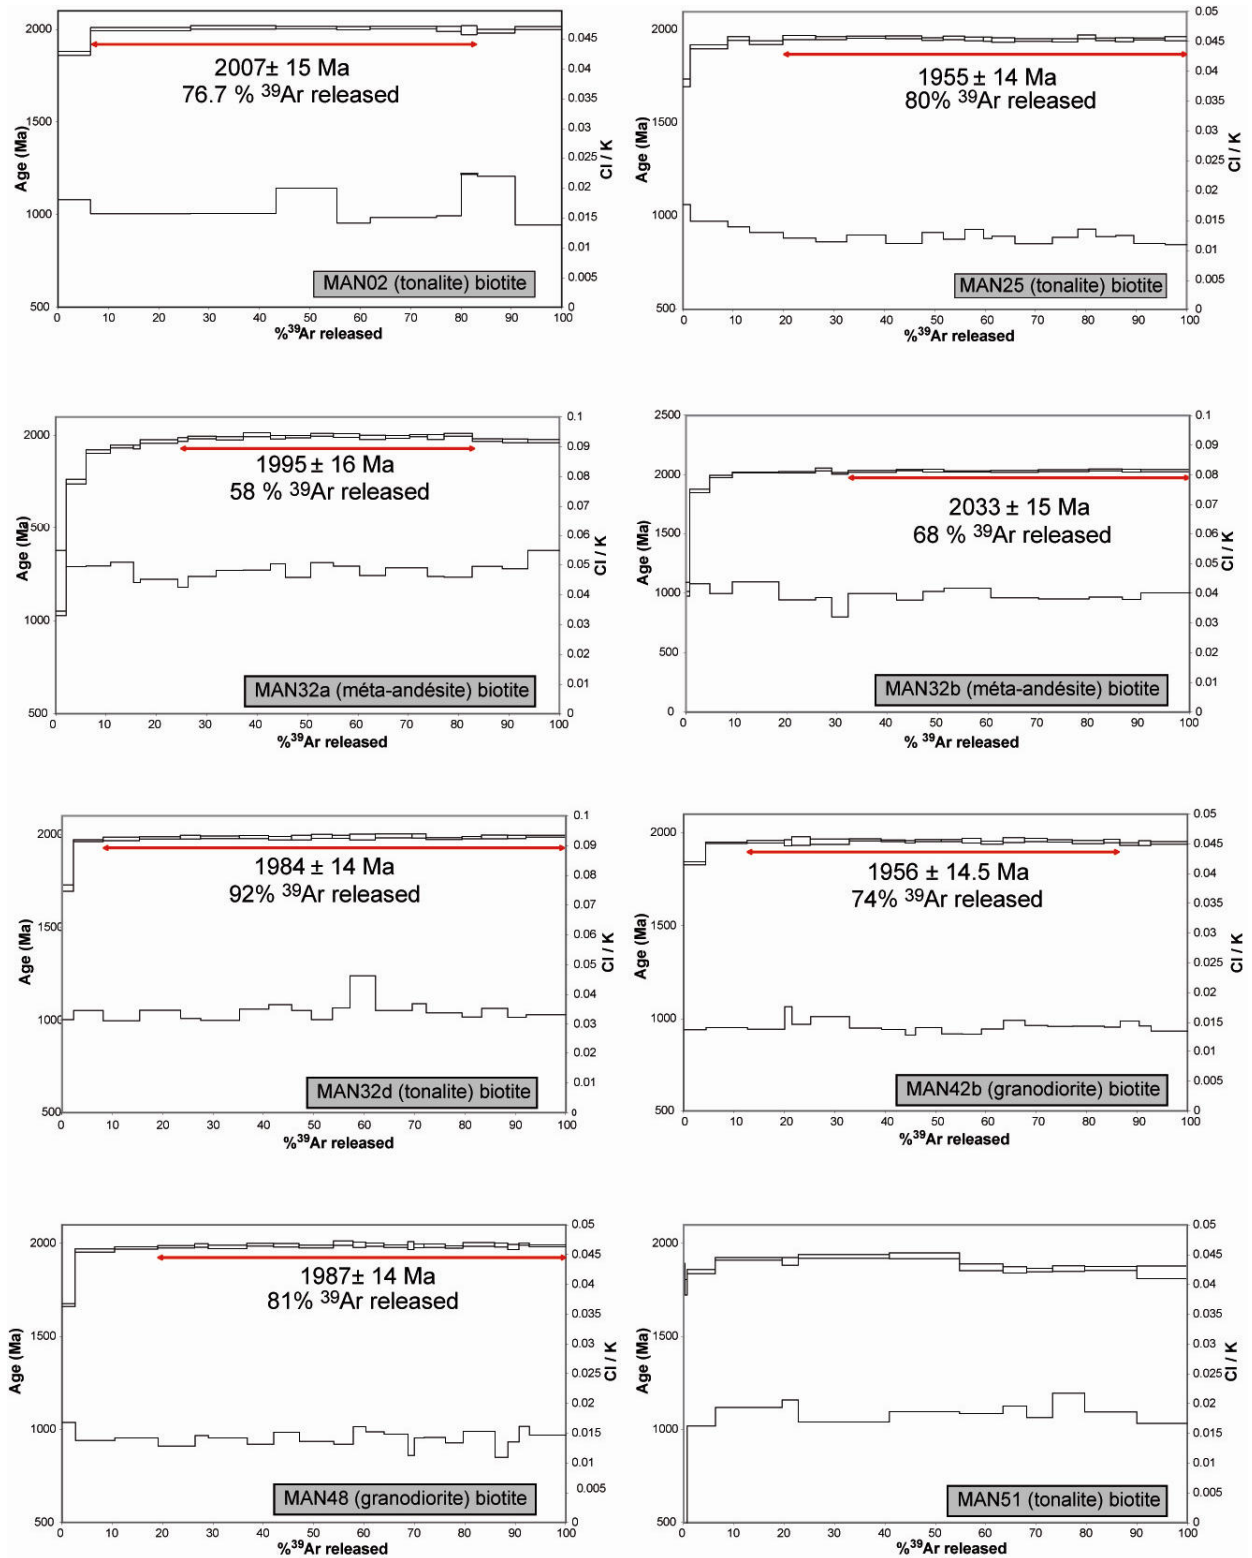 2000
1500
1000
500
Age (Ma)
2007± 15 Ma
76.7 % ³⁹Ar released
MAN02 (tonalite) biotite
0.045
0.04
0.035
0.03
0.025
0.02
0.015
0.01
0.005
0
Cl / K
0 10 20 30 40 50 60 70 80 90 100
%³⁹Ar released
2000
1500
1000
500
Age (Ma)
1955 ± 14 Ma
80% ³⁹Ar released
MAN25 (tonalite) biotite
0.05
0.045
0.04
0.035
0.03
0.025
0.02
0.015
0.01
0.005
0
Cl / K
0 10 20 30 40 50 60 70 80 90 100
%³⁹Ar released
2000
1500
1000
500
Age (Ma)
1995 ± 16 Ma
58 % ³⁹Ar released
MAN32a (méta-andésite) biotite
0.1
0.09
0.08
0.07
0.06
0.05
0.04
0.03
0.02
0.01
0
Cl / K
0 10 20 30 40 50 60 70 80 90 100
%³⁹Ar released
2500
2000
1500
1000
500
0
Age (Ma)
2033 ± 15 Ma
68 % ³⁹Ar released
MAN32b (méta-andésite) biotite
0.1
0.09
0.08
0.07
0.06
0.05
0.04
0.03
0.02
0.01
0
Cl / K
0 10 20 30 40 50 60 70 80 90 100
% ³⁹Ar released
2000
1500
1000
500
Age (Ma)
1984 ± 14 Ma
92% ³⁹Ar released
MAN32d (tonalite) biotite
0.1
0.09
0.08
0.07
0.06
0.05
0.04
0.03
0.02
0.01
0
Cl / K
0 10 20 30 40 50 60 70 80 90 100
%³⁹Ar released
2000
1500
1000
500
Age (Ma)
1956 ± 14.5 Ma
74% ³⁹Ar released
MAN42b (granodiorite) biotite
0.05
0.045
0.04
0.035
0.03
0.025
0.02
0.015
0.01
0.005
0
Cl / K
0 10 20 30 40 50 60 70 80 90 100
%³⁹Ar released
2000
1500
1000
500
Age (Ma)
1987± 14 Ma
81% ³⁹Ar released
MAN48 (granodiorite) biotite
0.05
0.045
0.04
0.035
0.03
0.025
0.02
0.015
0.01
0.005
0
Cl / K
0 10 20 30 40 50 60 70 80 90 100
%³⁹Ar released
2000
1500
1000
500
Age (Ma)
MAN51 (tonalite) biotite
0.05
0.045
0.04
0.035
0.03
0.025
0.02
0.015
0.01
0.005
0
Cl / K
0 10 20 30 40 50 60 70 80 90 100
%³⁹Ar released